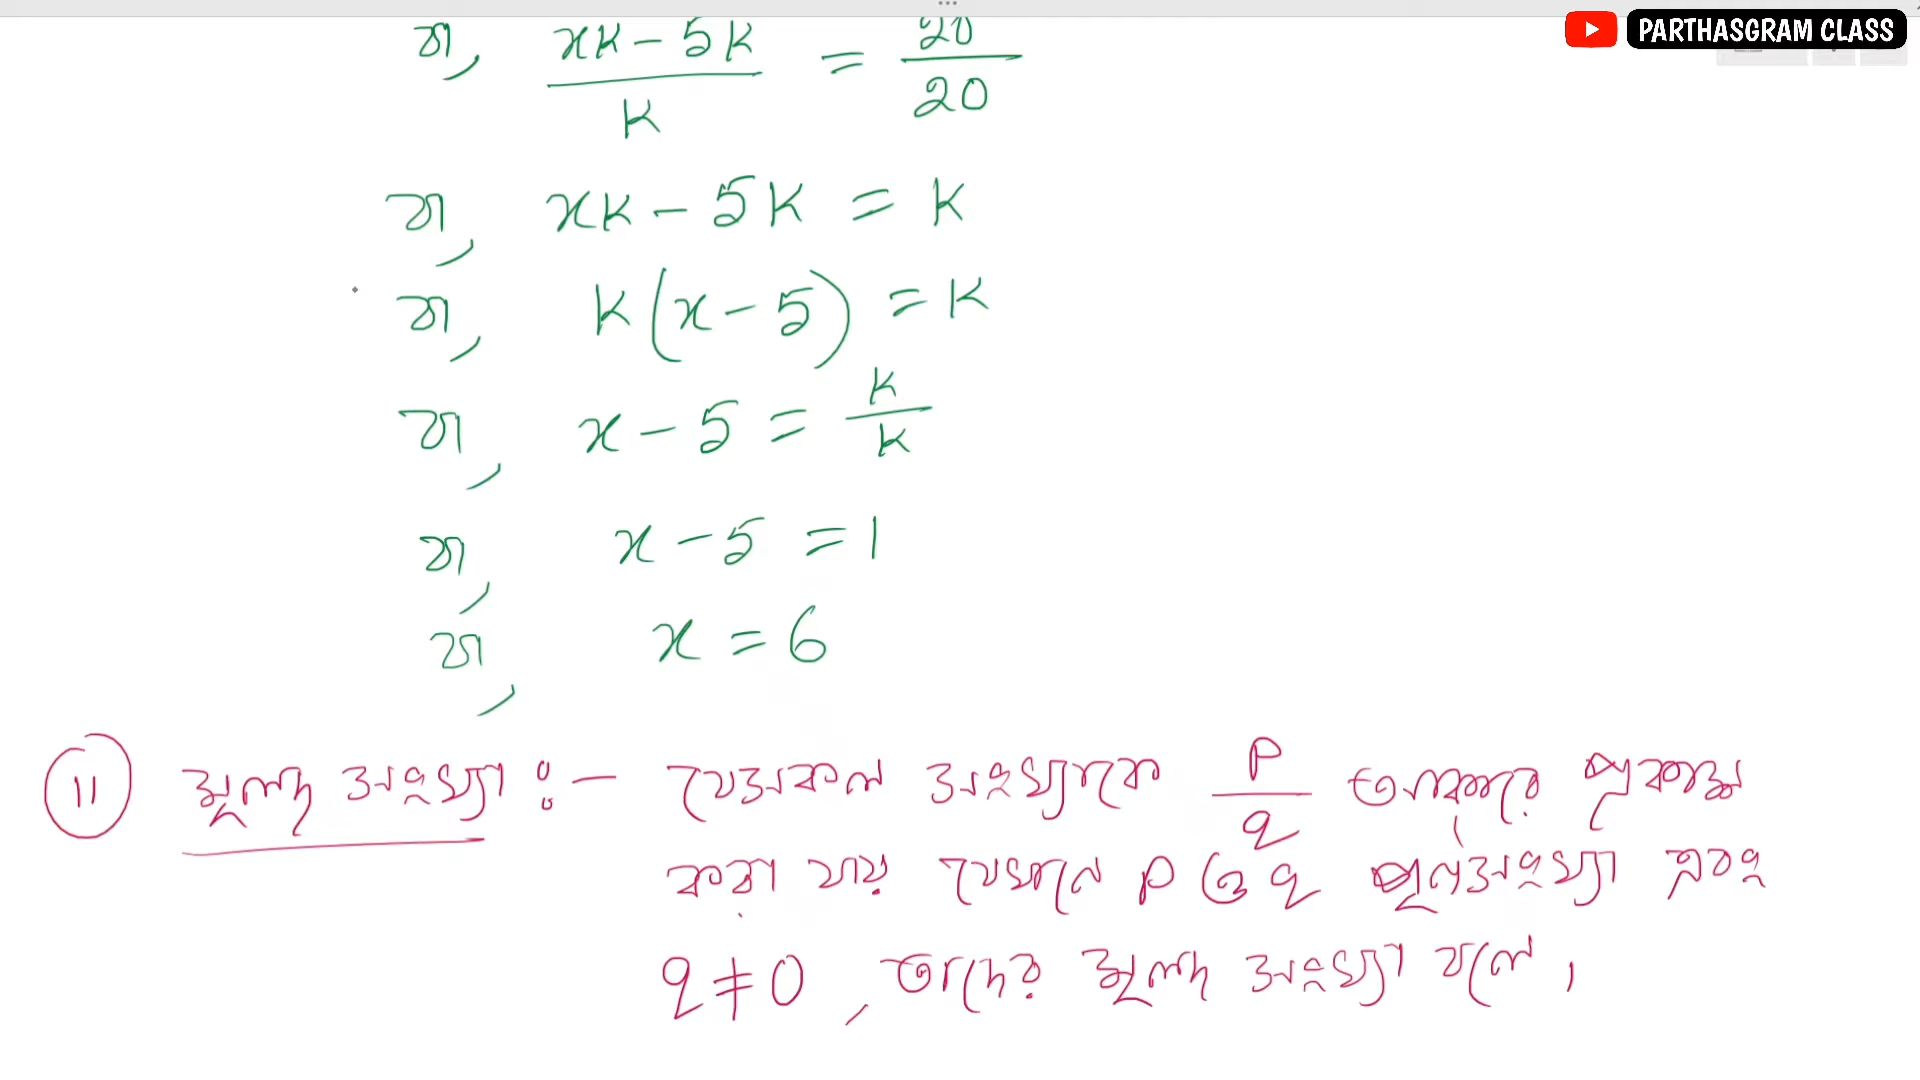 PARTHASGRAM CLASS
বা, (xk - 5k)/k = 20/20
বা, xk - 5k = k
বা, k(x - 5) = k
বা, x - 5 = k/k
বা, x - 5 = 1
বা, x = 6
11 মূলদ সংখ্যা :- যেসকল সংখ্যাকে p/q আকারে প্রকাশ
করা যায় যেখানে p ও q পূর্ণসংখ্যা এবং
q ≠ 0, তাদের মূলদ সংখ্যা বলে,